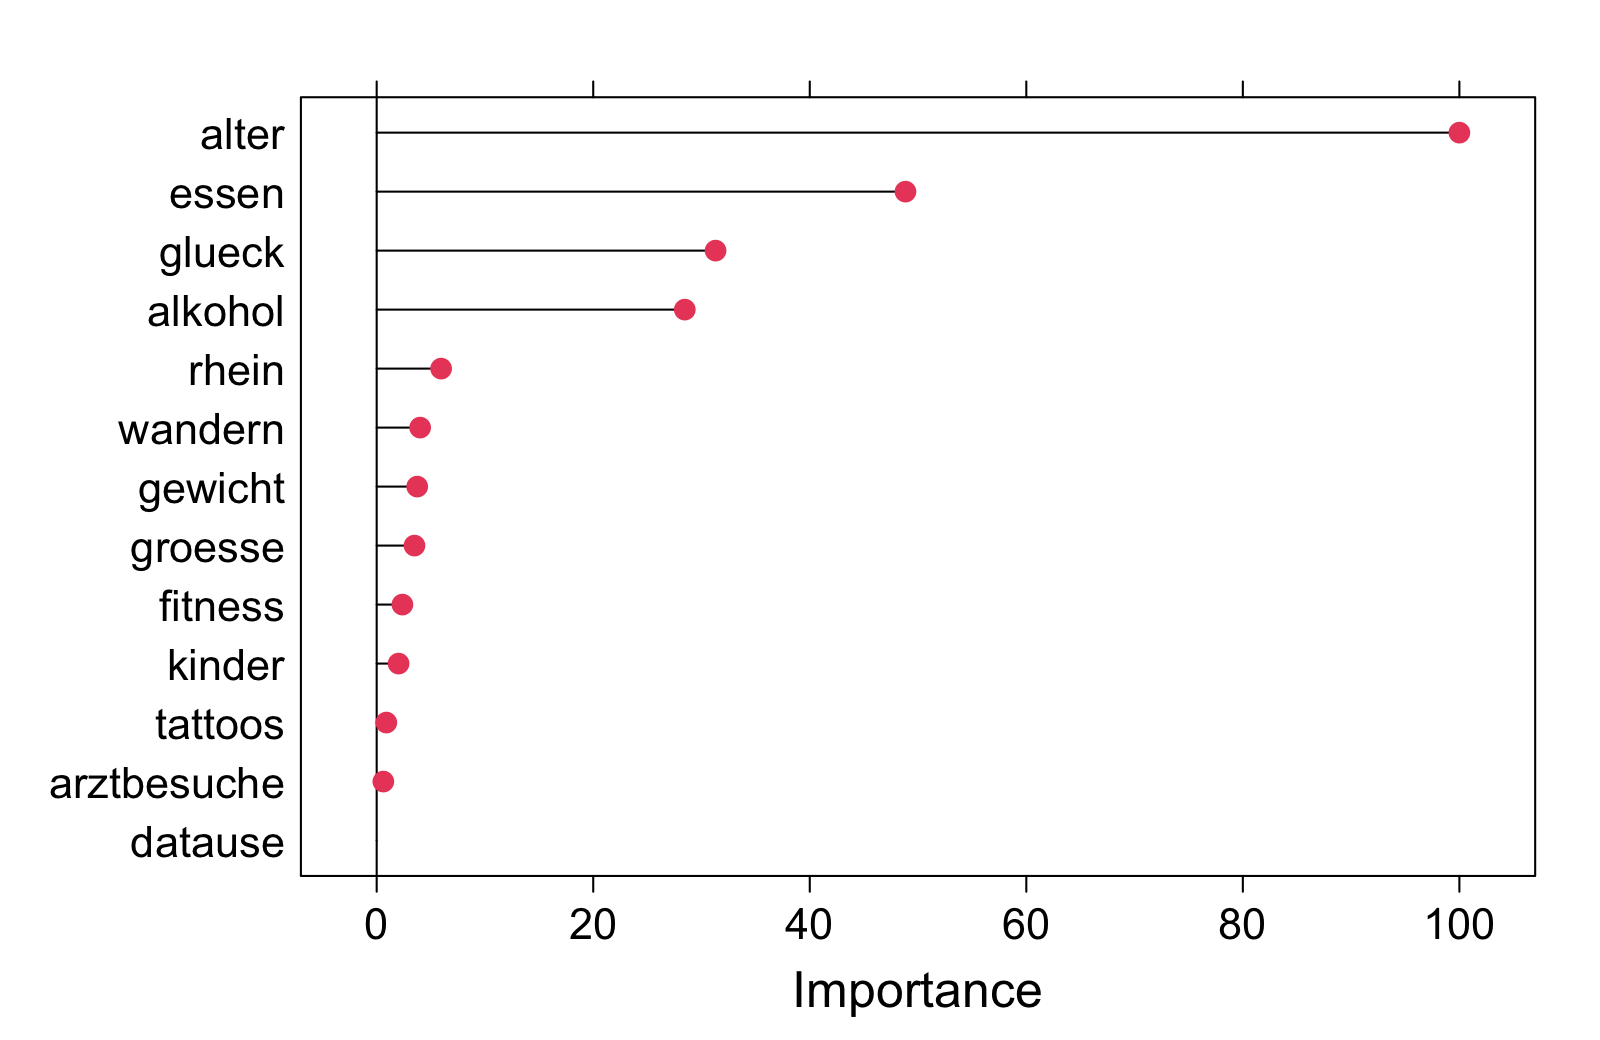 alter
essen
glueck
alkohol
rhein
wandern
gewicht
groesse
fitness
kinder
tattoos
arztbesuche
datause
0 20 40 60 80 100
Importance